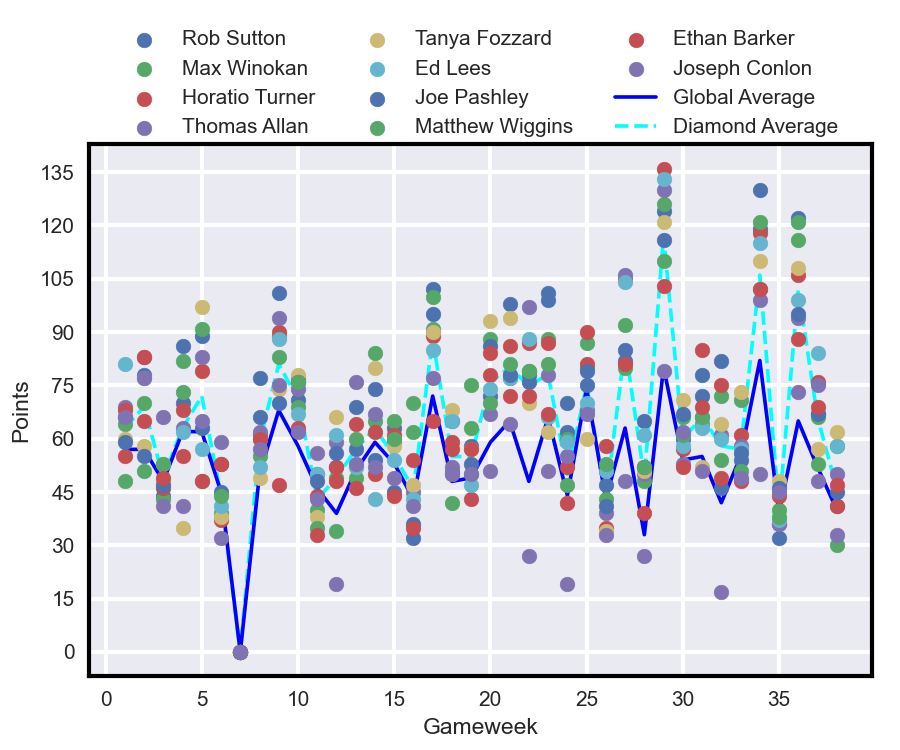 Rob Sutton
Max Winokan
Horatio Turner
Thomas Allan
Tanya Fozzard
Ed Lees
Joe Pashley
Matthew Wiggins
Ethan Barker
Joseph Conlon
Global Average
Diamond Average
135
120
105
90
75
60
45
30
15
0
Points
0 5 10 15 20 25 30 35
Gameweek